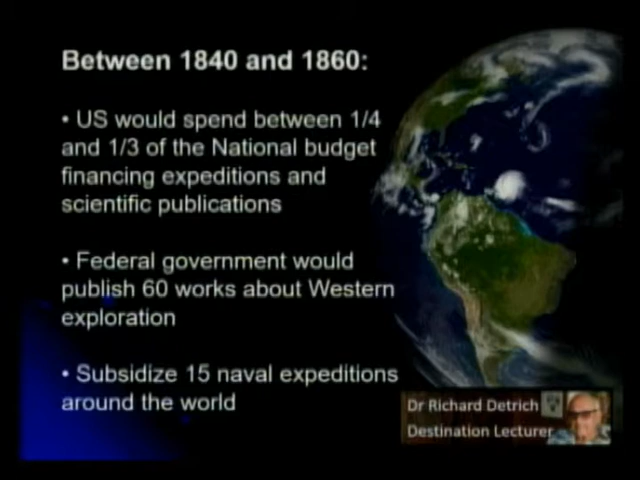 Between 1840 and 1860:
• US would spend between 1/4
and 1/3 of the National budget
financing expeditions and
scientific publications
• Federal government would
publish 60 works about Western
exploration
• Subsidize 15 naval expeditions
around the world
Dr Richard Detrich
Destination Lecturer